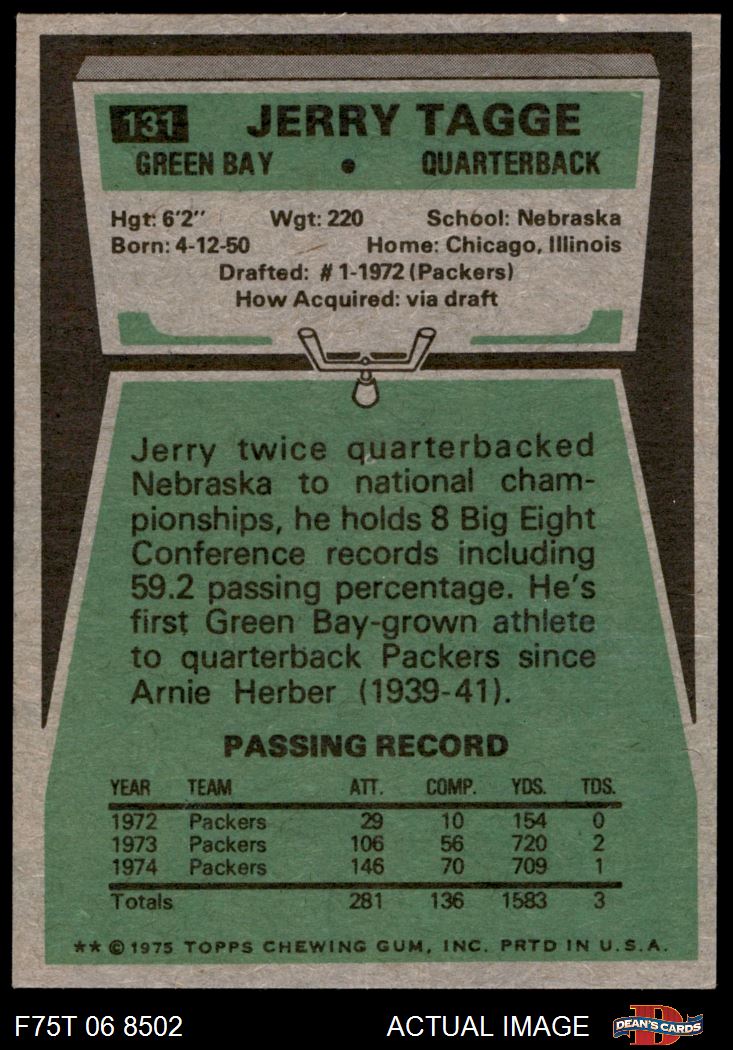 131 JERRY TAGGE
GREEN BAY • QUARTERBACK
Hgt: 6'2" Wgt: 220 School: Nebraska
Born: 4-12-50 Home: Chicago, Illinois
Drafted: #1-1972 (Packers)
How Acquired: via draft
Jerry twice quarterbacked
Nebraska to national cham-
pionships, he holds 8 Big Eight
Conference records including
59.2 passing percentage. He's
first Green Bay-grown athlete
to quarterback Packers since
Arnie Herber (1939-41).
PASSING RECORD
YEAR TEAM ATT. COMP. YDS. TDS.
1972 Packers 29 10 154 0
1973 Packers 106 56 720 2
1974 Packers 146 70 709 1
Totals 281 136 1583 3
** © 1975 TOPPS CHEWING GUM, INC. PRTD IN U.S.A.
F75T 06 8502 ACTUAL IMAGE D DEAN'S CARDS